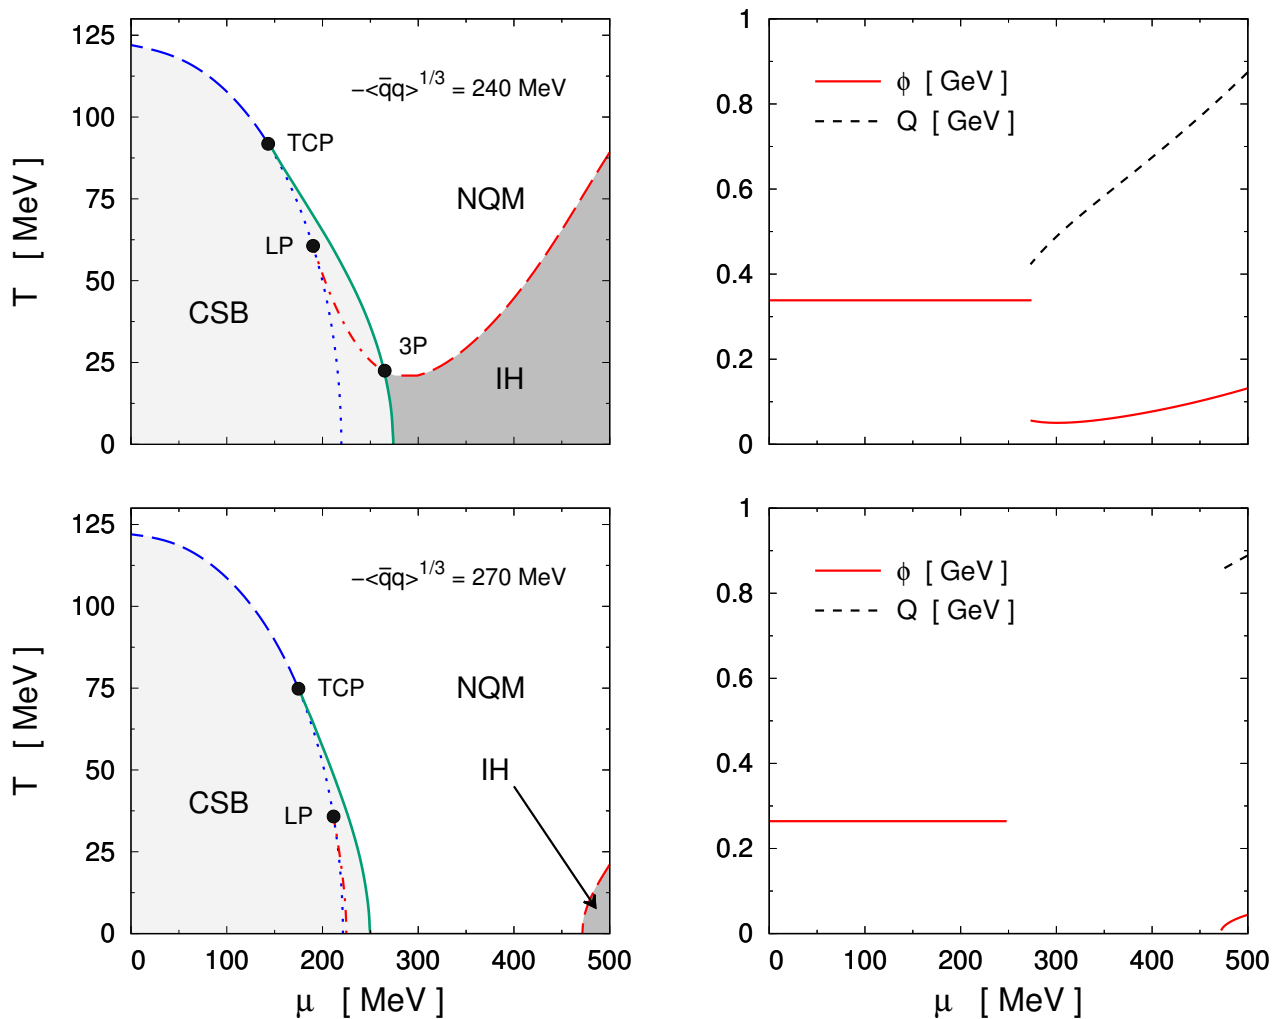 125
100
75
50
25
0
T [ MeV ]
−<q̅q>^1/3 = 240 MeV
TCP
NQM
LP
CSB
3P
IH
1
0.8
0.6
0.4
0.2
0
ϕ [ GeV ]
Q [ GeV ]
125
100
75
50
25
0
T [ MeV ]
−<q̅q>^1/3 = 270 MeV
TCP
NQM
IH
CSB
LP
0 100 200 300 400 500
μ [ MeV ]
1
0.8
0.6
0.4
0.2
0
ϕ [ GeV ]
Q [ GeV ]
0 100 200 300 400 500
μ [ MeV ]